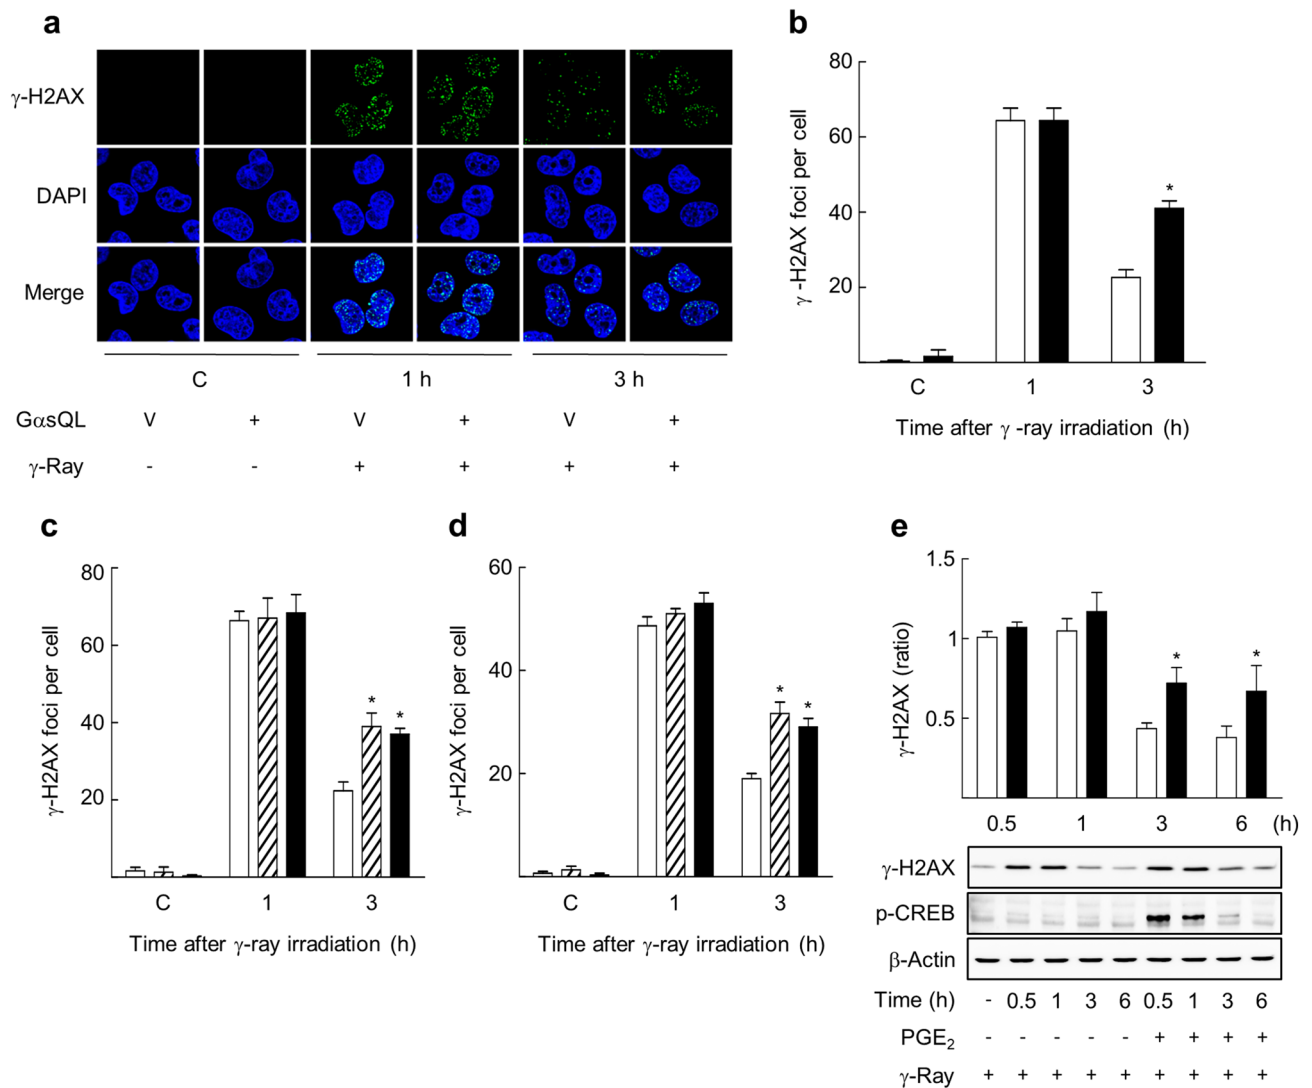 a
γ-H2AX
DAPI
Merge
C 1 h 3 h
GαsQL V + V + V +
γ-Ray - - + + + +
b
γ -H2AX foci per cell
80
60
40
20
*
C 1 3
Time after γ -ray irradiation (h)
c
γ-H2AX foci per cell
80
60
40
20
* *
C 1 3
Time after γ-ray irradiation (h)
d
γ-H2AX foci per cell
60
40
20
* *
C 1 3
Time after γ-ray irradiation (h)
e
γ-H2AX (ratio)
1.5
1
0.5
* *
0.5 1 3 6 (h)
γ-H2AX
p-CREB
β-Actin
Time (h) - 0.5 1 3 6 0.5 1 3 6
PGE₂ - - - - - + + + +
γ-Ray + + + + + + + + +